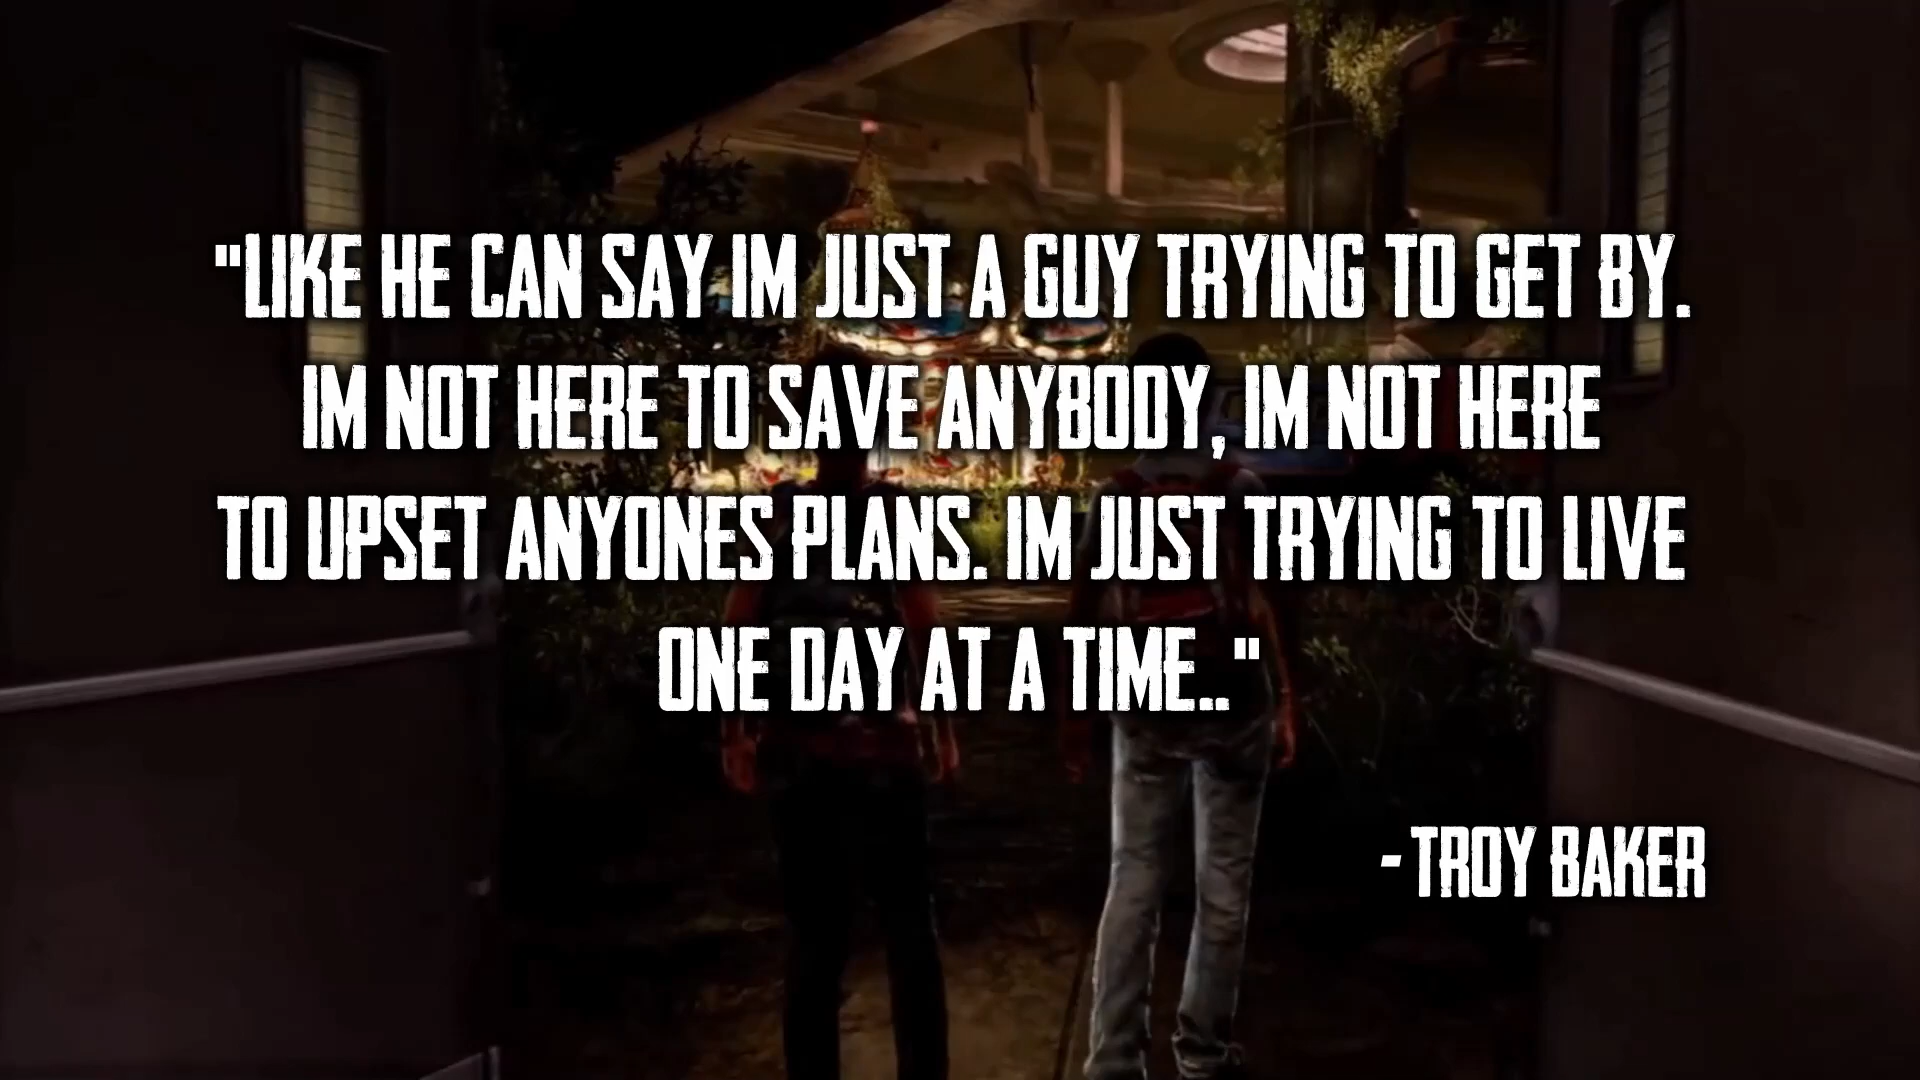 "LIKE HE CAN SAY IM JUST A GUY TRYING TO GET BY.
IM NOT HERE TO SAVE ANYBODY, IM NOT HERE
TO UPSET ANYONES PLANS. IM JUST TRYING TO LIVE
ONE DAY AT A TIME.."
- TROY BAKER